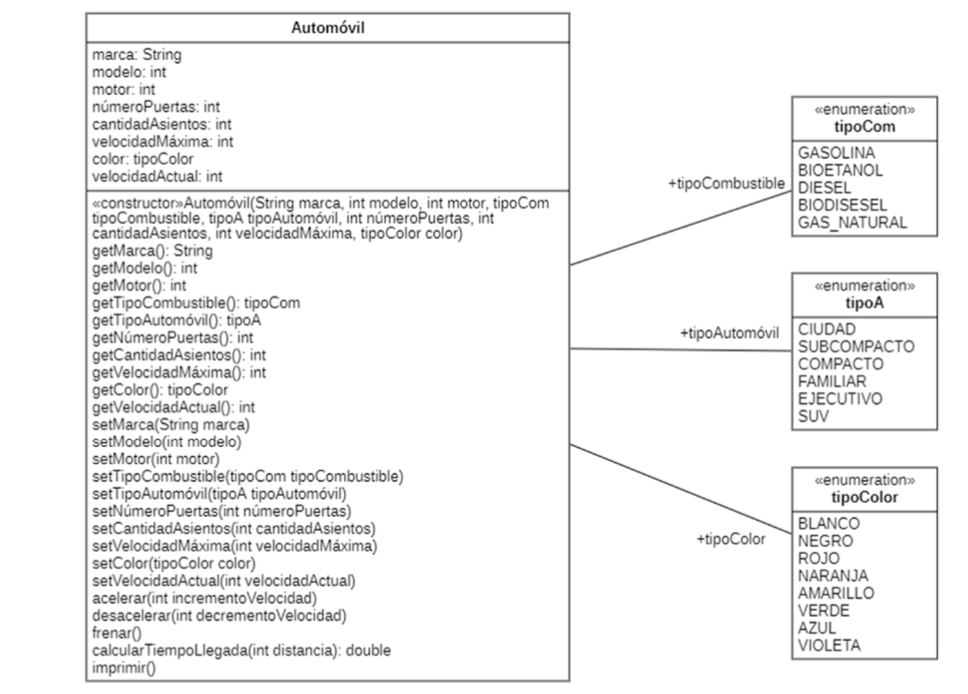 Automóvil
marca: String
modelo: int
motor: int
númeroPuertas: int
cantidadAsientos: int
velocidadMáxima: int
color: tipoColor
velocidadActual: int
«constructor»Automóvil(String marca, int modelo, int motor, tipoCom
tipoCombustible, tipoA tipoAutomóvil, int númeroPuertas, int
cantidadAsientos, int velocidadMáxima, tipoColor color)
getMarca(): String
getModelo(): int
getMotor(): int
getTipoCombustible(): tipoCom
getTipoAutomóvil(): tipoA
getNúmeroPuertas(): int
getCantidadAsientos(): int
getVelocidadMáxima(): int
getColor(): tipoColor
getVelocidadActual(): int
setMarca(String marca)
setModelo(int modelo)
setMotor(int motor)
setTipoCombustible(tipoCom tipoCombustible)
setTipoAutomóvil(tipoA tipoAutomóvil)
setNúmeroPuertas(int númeroPuertas)
setCantidadAsientos(int cantidadAsientos)
setVelocidadMáxima(int velocidadMáxima)
setColor(tipoColor color)
setVelocidadActual(int velocidadActual)
acelerar(int incrementoVelocidad)
desacelerar(int decrementoVelocidad)
frenar()
calcularTiempoLlegada(int distancia): double
imprimir()
+tipoCombustible
«enumeration»
tipoCom
GASOLINA
BIOETANOL
DIESEL
BIODISESEL
GAS_NATURAL
+tipoAutomóvil
«enumeration»
tipoA
CIUDAD
SUBCOMPACTO
COMPACTO
FAMILIAR
EJECUTIVO
SUV
+tipoColor
«enumeration»
tipoColor
BLANCO
NEGRO
ROJO
NARANJA
AMARILLO
VERDE
AZUL
VIOLETA